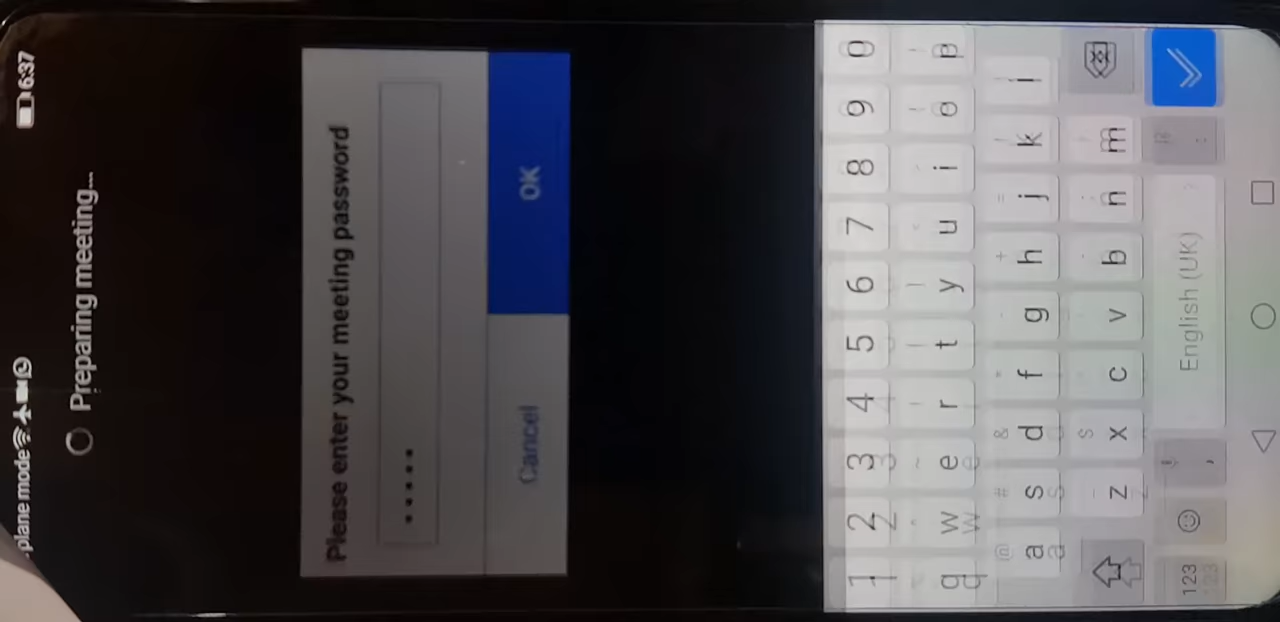 plane mode 6:37
Preparing meeting...
Please enter your meeting password
•••••
Cancel OK
1 2 3 4 5 6 7 8 9 0
q w e r t y u i o p
@ # & * - + =
a s d f g h j k l
z x c v b n m
123 , English (UK) :